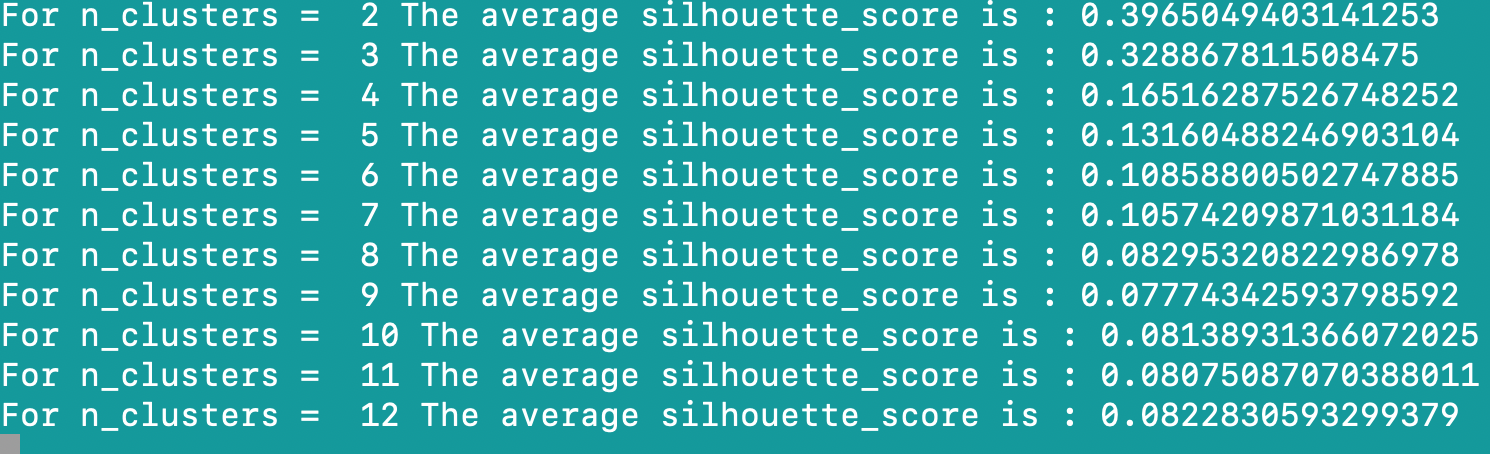 For n_clusters =  2 The average silhouette_score is : 0.3965049403141253
For n_clusters =  3 The average silhouette_score is : 0.328867811508475
For n_clusters =  4 The average silhouette_score is : 0.16516287526748252
For n_clusters =  5 The average silhouette_score is : 0.13160488246903104
For n_clusters =  6 The average silhouette_score is : 0.10858800502747885
For n_clusters =  7 The average silhouette_score is : 0.10574209871031184
For n_clusters =  8 The average silhouette_score is : 0.08295320822986978
For n_clusters =  9 The average silhouette_score is : 0.07774342593798592
For n_clusters =  10 The average silhouette_score is : 0.08138931366072025
For n_clusters =  11 The average silhouette_score is : 0.08075087070388011
For n_clusters =  12 The average silhouette_score is : 0.0822830593299379